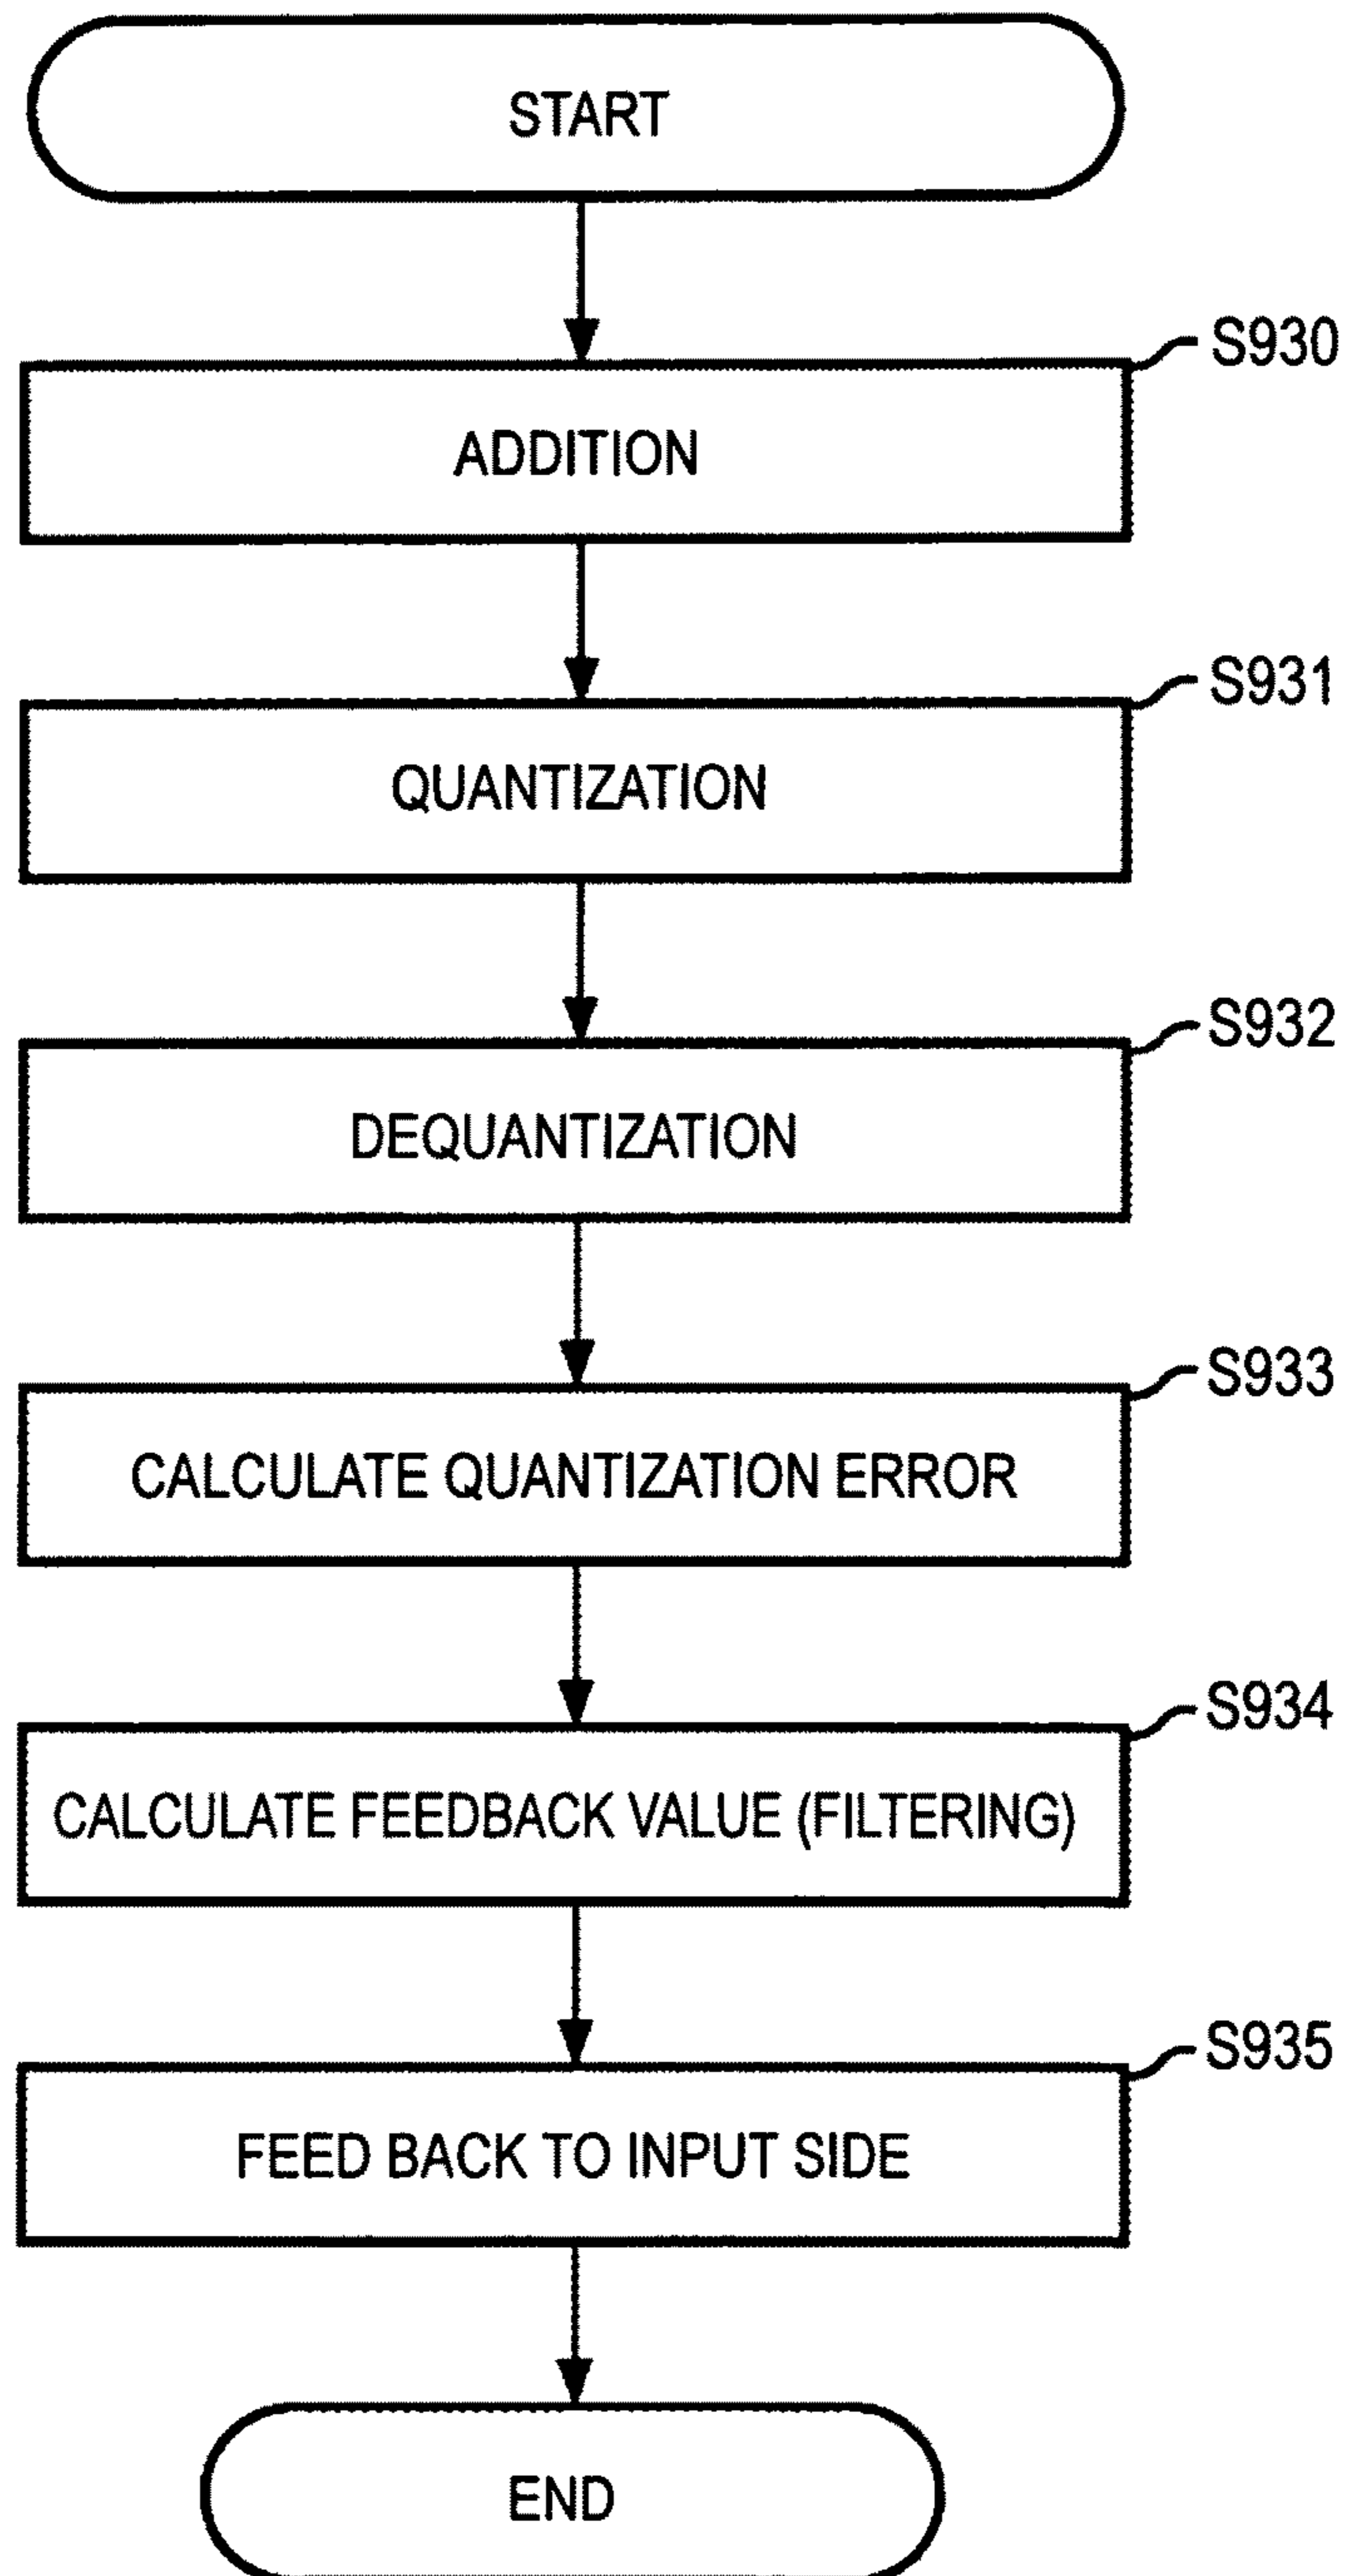 START
S930
ADDITION
S931
QUANTIZATION
S932
DEQUANTIZATION
S933
CALCULATE QUANTIZATION ERROR
S934
CALCULATE FEEDBACK VALUE (FILTERING)
S935
FEED BACK TO INPUT SIDE
END